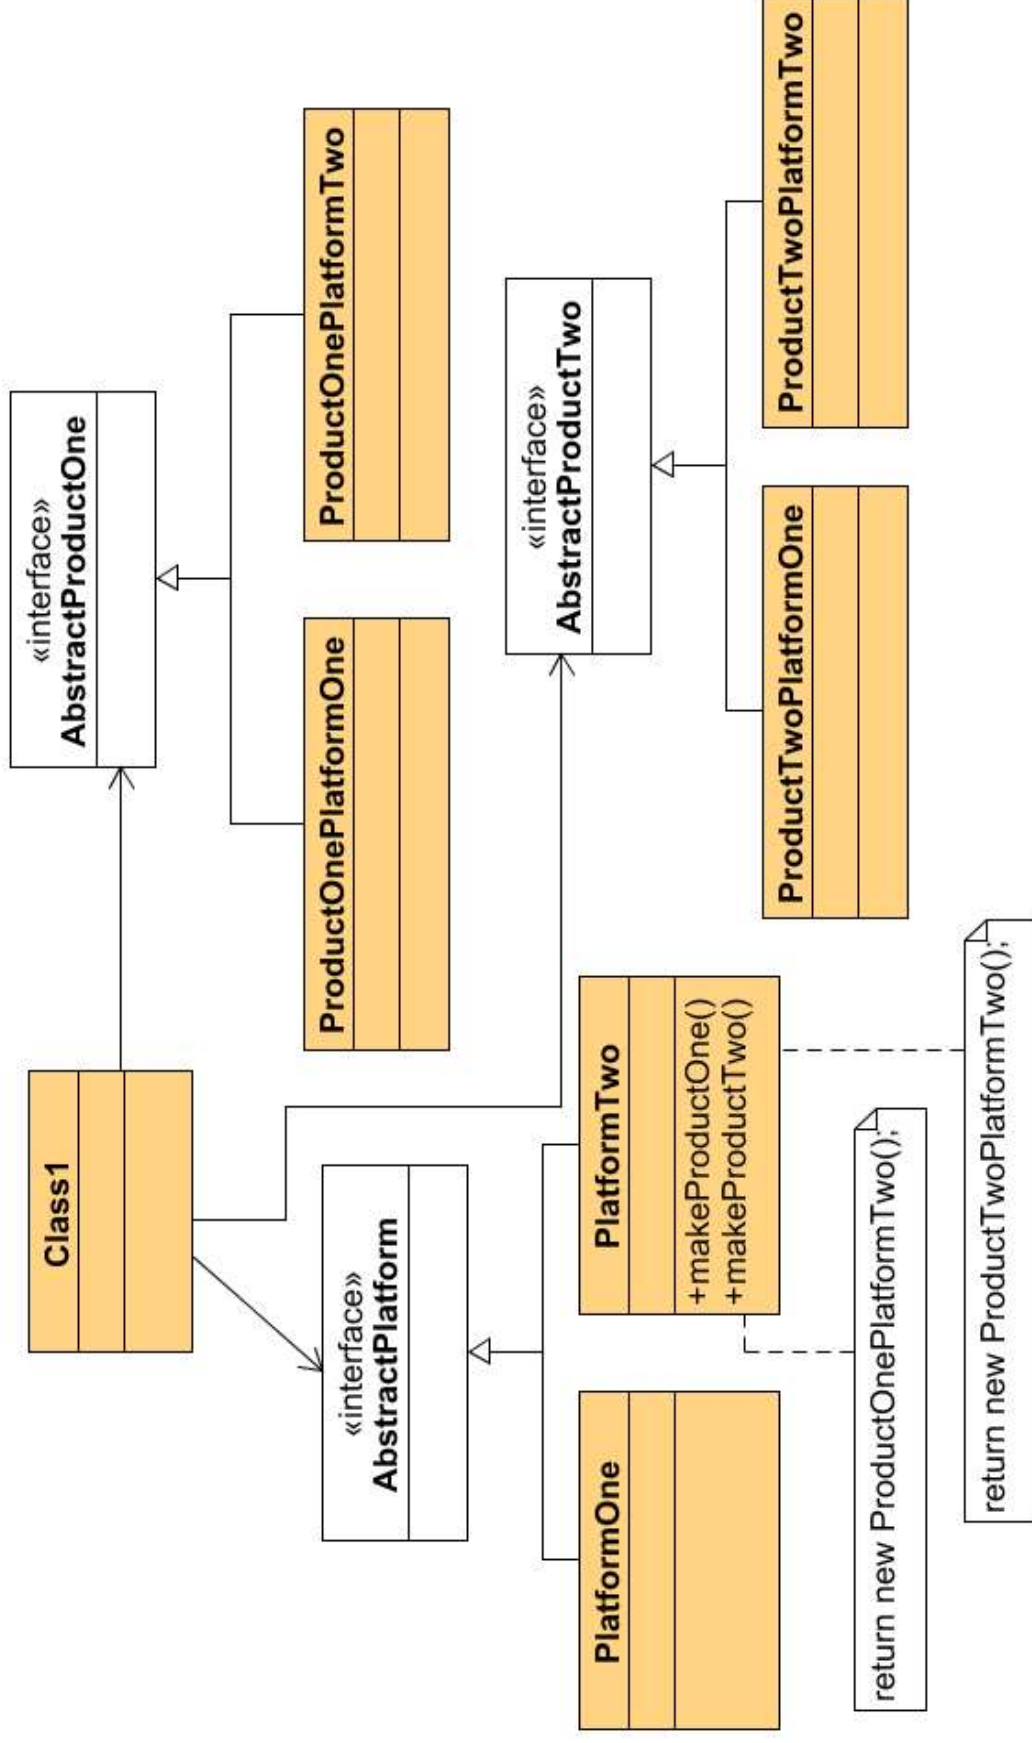 Class1
«interface»
AbstractProductOne
ProductOnePlatformOne
ProductOnePlatformTwo
«interface»
AbstractPlatform
«interface»
AbstractProductTwo
PlatformOne
PlatformTwo
+makeProductOne()
+makeProductTwo()
ProductTwoPlatformOne
ProductTwoPlatformTwo
return new ProductOnePlatformTwo();
return new ProductTwoPlatformTwo();